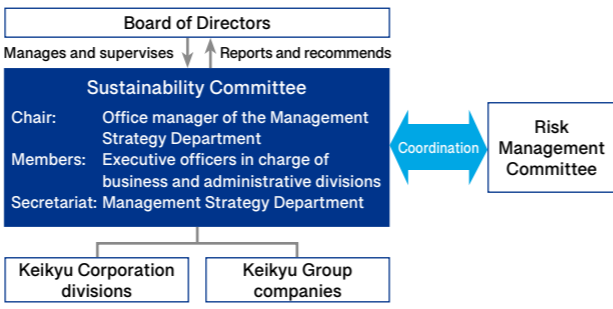 Board of Directors
Manages and supervises
Reports and recommends
Sustainability Committee
Chair: Office manager of the Management
Strategy Department
Members: Executive officers in charge of
business and administrative divisions
Secretariat: Management Strategy Department
Coordination
Risk
Management
Committee
Keikyu Corporation
divisions
Keikyu Group
companies